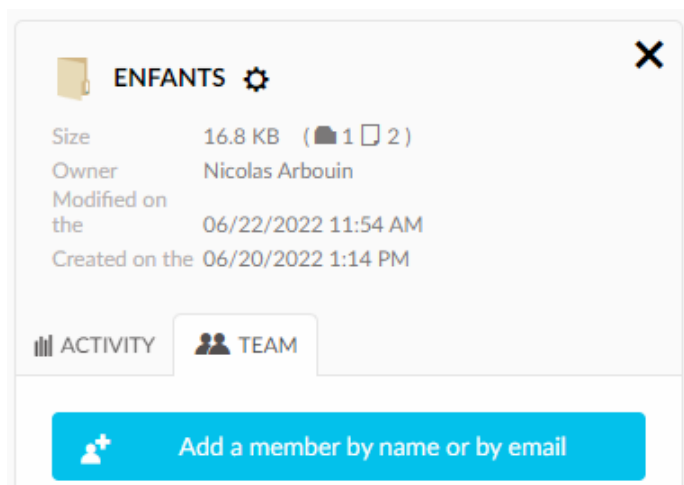 ENFANTS
Size 16.8 KB ( 1 2 )
Owner Nicolas Arbouin
Modified on
the 06/22/2022 11:54 AM
Created on the 06/20/2022 1:14 PM
ACTIVITY TEAM
Add a member by name or by email